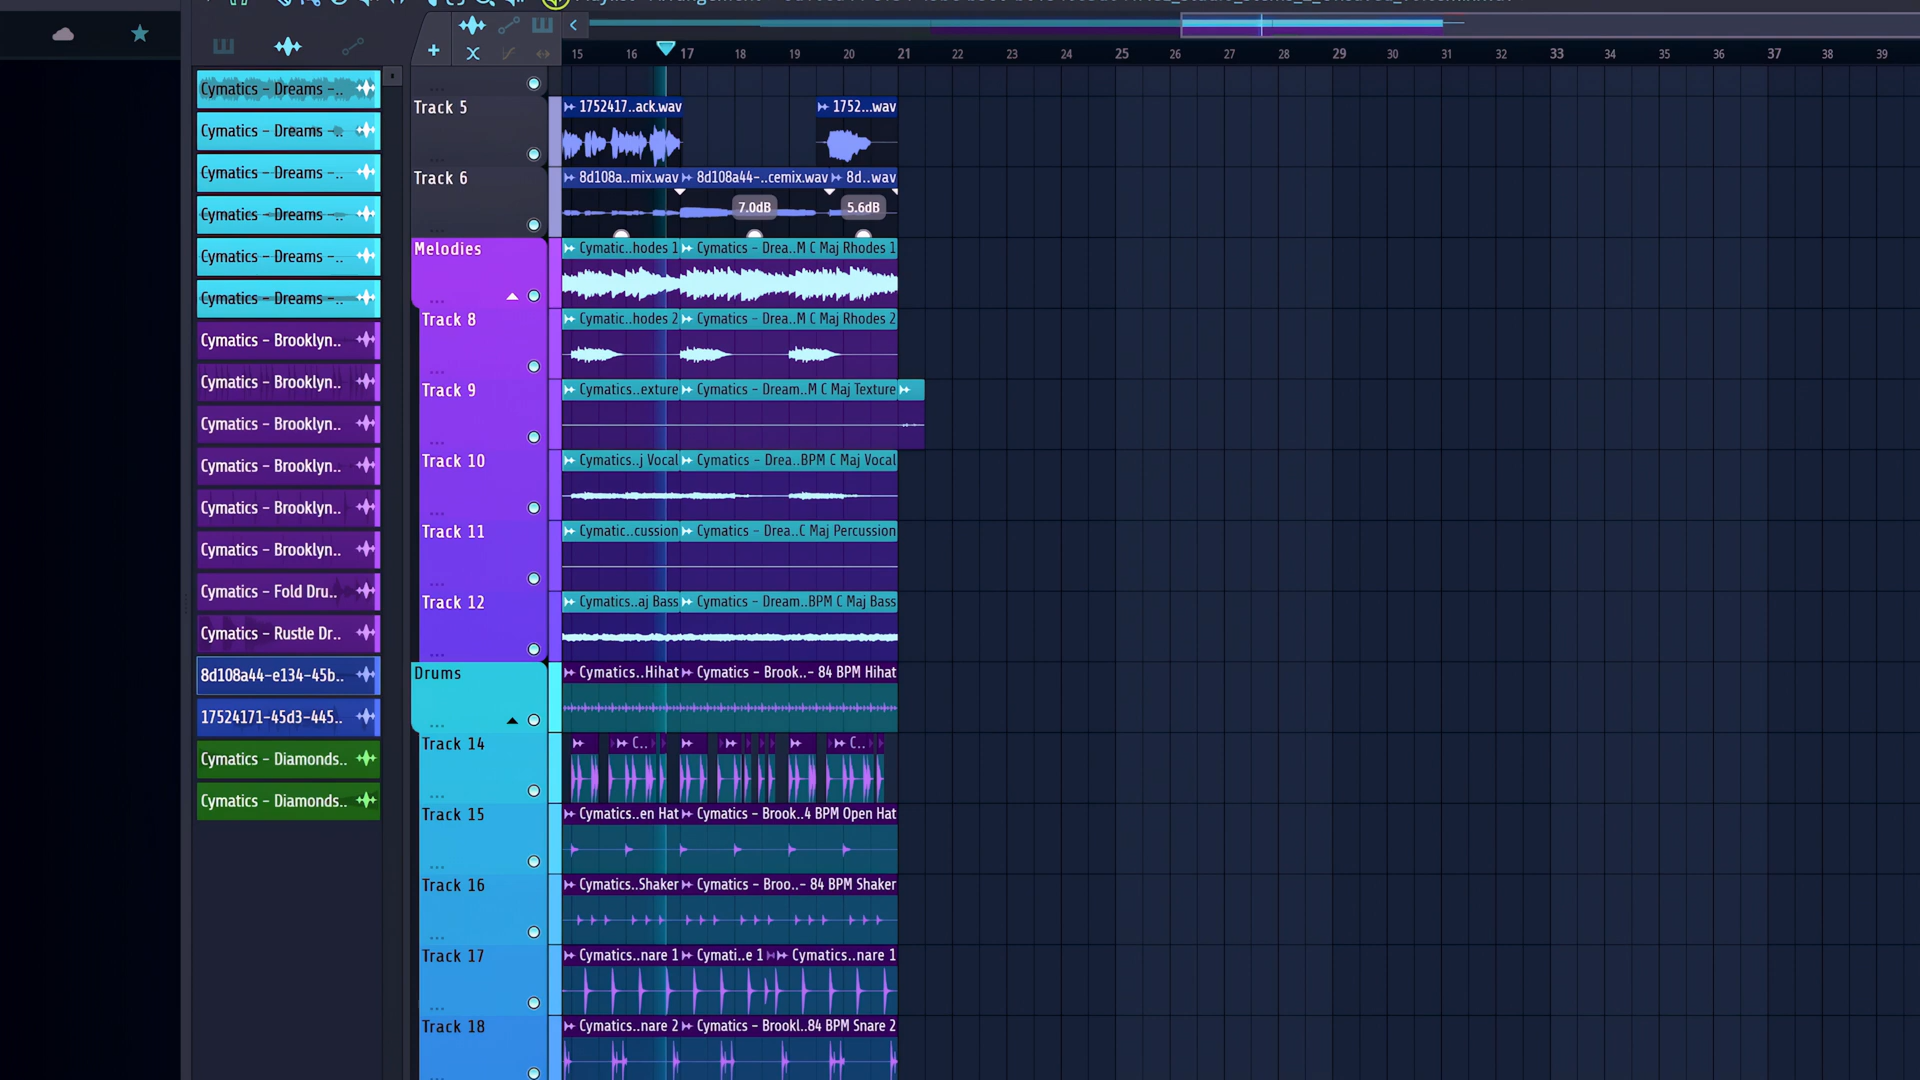 15 16 17 18 19 20 21 22 23 24 25 26 27 28 29 30 31 32 33 34 35 36 37 38 39
Cymatics – Dreams –..
Cymatics – Dreams –..
Cymatics – Dreams –..
Cymatics – Dreams –..
Cymatics – Dreams –..
Cymatics – Dreams –..
Cymatics – Brooklyn..
Cymatics – Brooklyn..
Cymatics – Brooklyn..
Cymatics – Brooklyn..
Cymatics – Brooklyn..
Cymatics – Brooklyn..
Cymatics – Fold Dru..
Cymatics – Rustle Dr..
8d108a44-e134-45b..
17524171-45d3-445..
Cymatics – Diamonds..
Cymatics – Diamonds..
Track 5
1752417..ack.wav 1752...wav
Track 6
8d108a..mix.wav 8d108a44-..cemix.wav 8d..wav
7.0dB 5.6dB
Melodies
Cymatic..hodes 1 Cymatics – Drea..M C Maj Rhodes 1
Track 8
Cymatic..hodes 2 Cymatics – Drea..M C Maj Rhodes 2
Track 9
Cymatics..exture Cymatics – Dream..M C Maj Texture
Track 10
Cymatics..j Vocal Cymatics – Drea..BPM C Maj Vocal
Track 11
Cymatic..cussion Cymatics – Drea..C Maj Percussion
Track 12
Cymatics..aj Bass Cymatics – Dream..BPM C Maj Bass
Drums
Cymatics..Hihat Cymatics – Brook..– 84 BPM Hihat
Track 14
C.. C..
Track 15
Cymatics..en Hat Cymatics – Brook..4 BPM Open Hat
Track 16
Cymatics..Shaker Cymatics – Broo..– 84 BPM Shaker
Track 17
Cymatics..nare 1 Cymati..e 1 Cymatics..nare 1
Track 18
Cymatics..nare 2 Cymatics – Brookl..84 BPM Snare 2